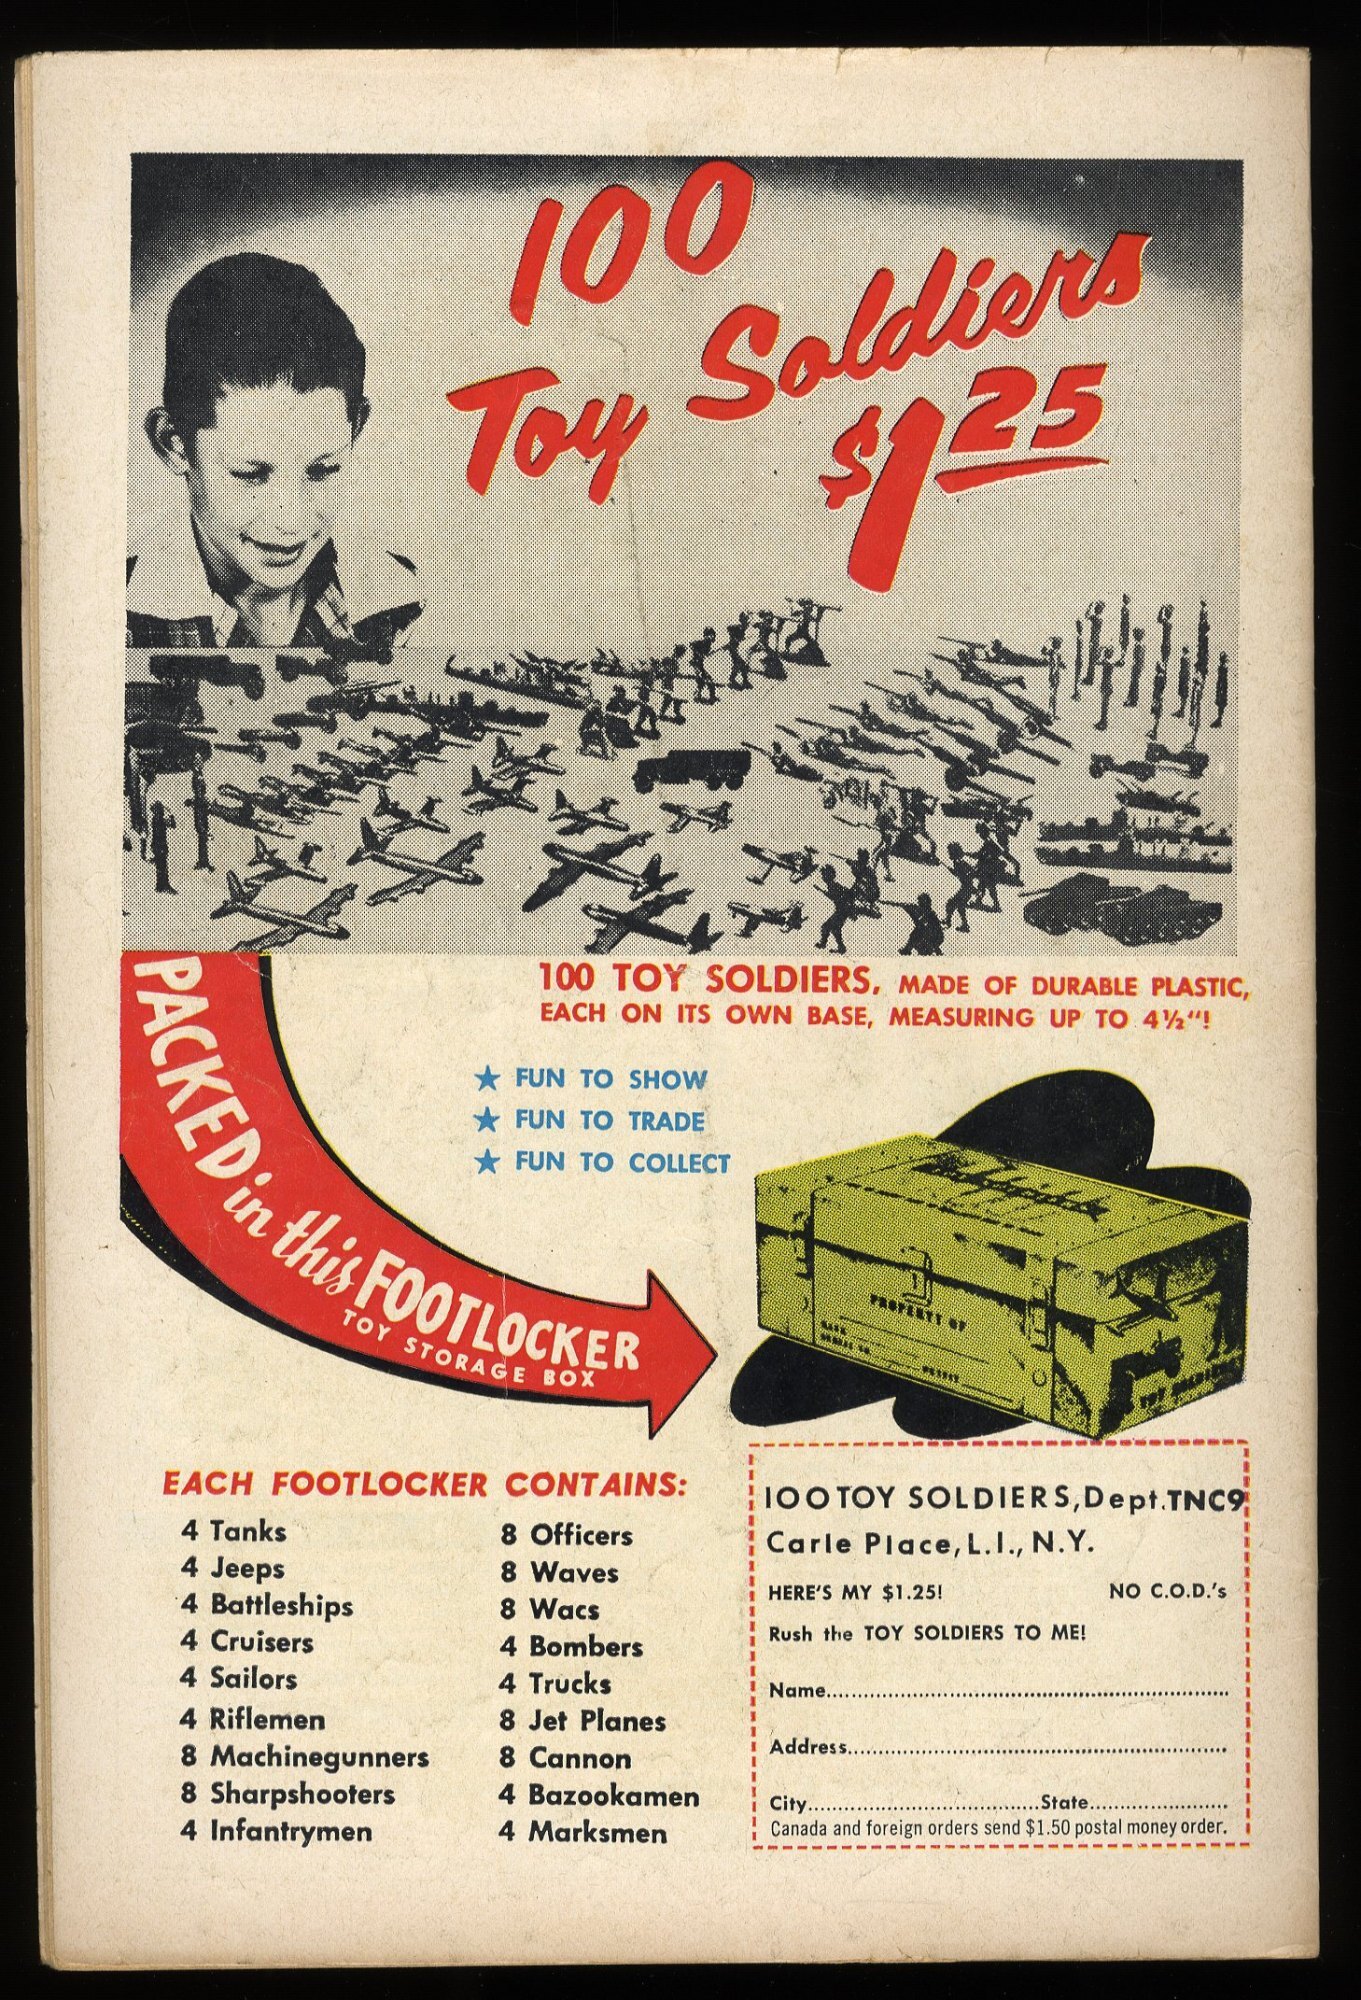 100
Toy Soldiers
$1.25
100 TOY SOLDIERS, MADE OF DURABLE PLASTIC,
EACH ON ITS OWN BASE, MEASURING UP TO 4½"!
PACKED in this FOOTLOCKER
TOY STORAGE BOX
★ FUN TO SHOW
★ FUN TO TRADE
★ FUN TO COLLECT
PROPERTY OF
EACH FOOTLOCKER CONTAINS:
4 Tanks
4 Jeeps
4 Battleships
4 Cruisers
4 Sailors
4 Riflemen
8 Machinegunners
8 Sharpshooters
4 Infantrymen
8 Officers
8 Waves
8 Wacs
4 Bombers
4 Trucks
8 Jet Planes
8 Cannon
4 Bazookamen
4 Marksmen
100 TOY SOLDIERS, Dept. TNC9
Carle Place, L.I., N.Y.
HERE'S MY $1.25! NO C.O.D.'s
Rush the TOY SOLDIERS TO ME!
Name
Address
City State
Canada and foreign orders send $1.50 postal money order.